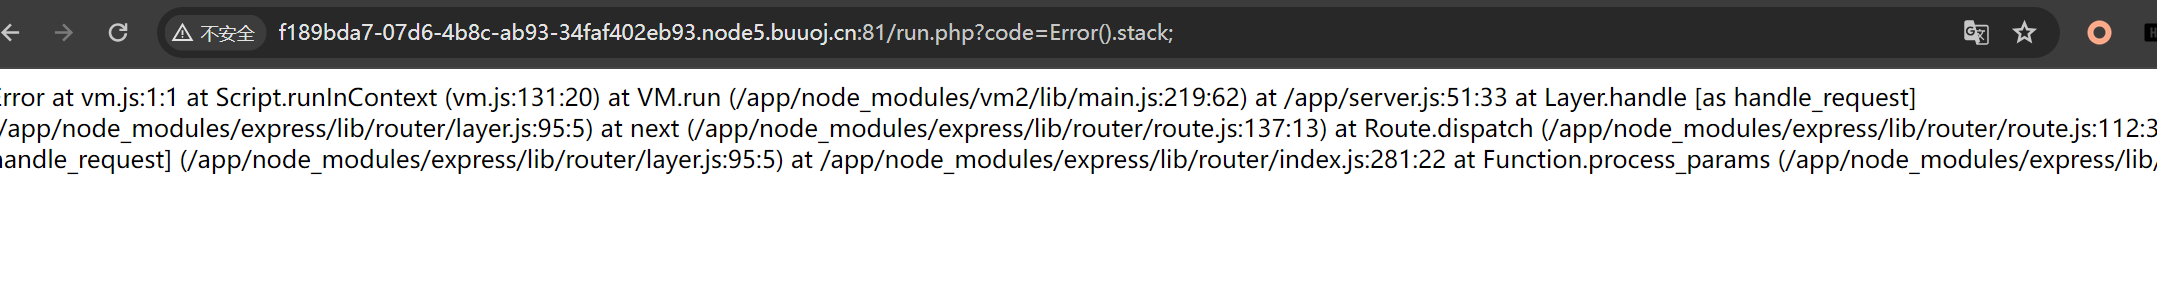 不安全 f189bda7-07d6-4b8c-ab93-34faf402eb93.node5.buuoj.cn:81/run.php?code=Error().stack;
rror at vm.js:1:1 at Script.runInContext (vm.js:131:20) at VM.run (/app/node_modules/vm2/lib/main.js:219:62) at /app/server.js:51:33 at Layer.handle [as handle_request]
/app/node_modules/express/lib/router/layer.js:95:5) at next (/app/node_modules/express/lib/router/route.js:137:13) at Route.dispatch (/app/node_modules/express/lib/router/route.js:112:3
handle_request] (/app/node_modules/express/lib/router/layer.js:95:5) at /app/node_modules/express/lib/router/index.js:281:22 at Function.process_params (/app/node_modules/express/lib/